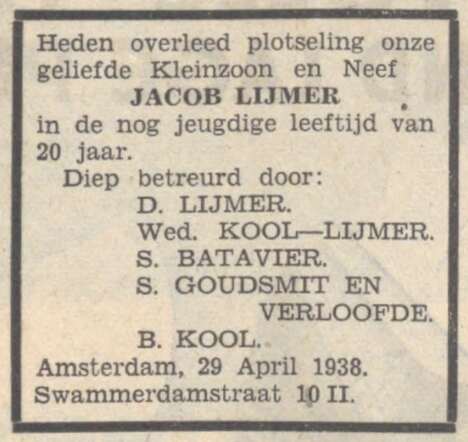 Heden overleed plotseling onze
geliefde Kleinzoon en Neef
JACOB LIJMER
in de nog jeugdige leeftijd van
20 jaar.
Diep betreurd door:
D. LIJMER.
Wed. KOOL—LIJMER.
S. BATAVIER.
S. GOUDSMIT EN
VERLOOFDE.
B. KOOL.
Amsterdam, 29 April 1938.
Swammerdamstraat 10 II.